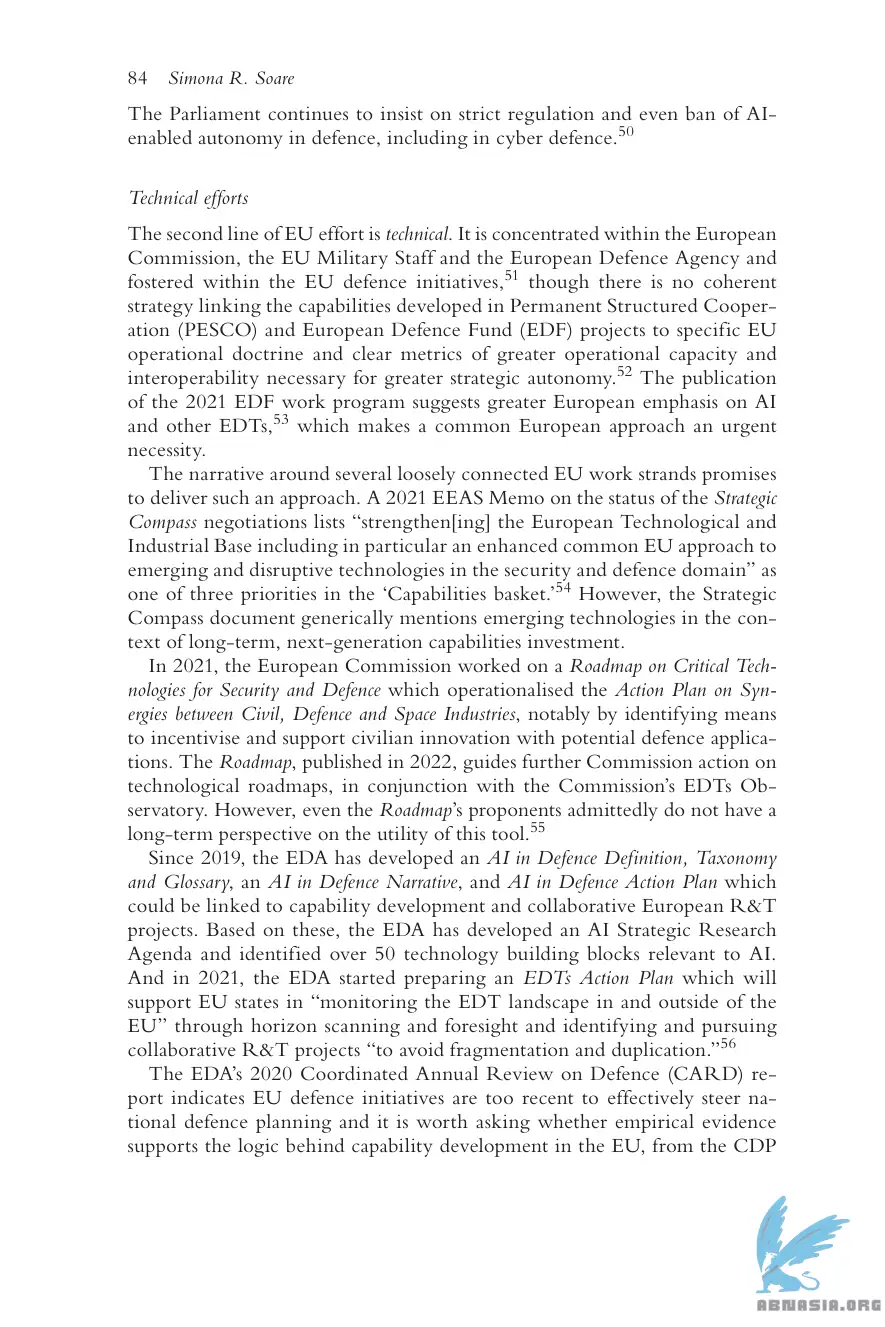 84 Simona R. Soare
The Parliament continues to insist on strict regulation and even ban of AI-
enabled autonomy in defence, including in cyber defence.50
Technical efforts
The second line of EU effort is technical. It is concentrated within the European
Commission, the EU Military Staff and the European Defence Agency and
fostered within the EU defence initiatives,51 though there is no coherent
strategy linking the capabilities developed in Permanent Structured Cooper-
ation (PESCO) and European Defence Fund (EDF) projects to specific EU
operational doctrine and clear metrics of greater operational capacity and
interoperability necessary for greater strategic autonomy.52 The publication
of the 2021 EDF work program suggests greater European emphasis on AI
and other EDTs,53 which makes a common European approach an urgent
necessity.
The narrative around several loosely connected EU work strands promises
to deliver such an approach. A 2021 EEAS Memo on the status of the Strategic
Compass negotiations lists “strengthen[ing] the European Technological and
Industrial Base including in particular an enhanced common EU approach to
emerging and disruptive technologies in the security and defence domain” as
one of three priorities in the ‘Capabilities basket.’54 However, the Strategic
Compass document generically mentions emerging technologies in the con-
text of long-term, next-generation capabilities investment.
In 2021, the European Commission worked on a Roadmap on Critical Tech-
nologies for Security and Defence which operationalised the Action Plan on Syn-
ergies between Civil, Defence and Space Industries, notably by identifying means
to incentivise and support civilian innovation with potential defence applica-
tions. The Roadmap, published in 2022, guides further Commission action on
technological roadmaps, in conjunction with the Commission’s EDTs Ob-
servatory. However, even the Roadmap’s proponents admittedly do not have a
long-term perspective on the utility of this tool.55
Since 2019, the EDA has developed an AI in Defence Definition, Taxonomy
and Glossary, an AI in Defence Narrative, and AI in Defence Action Plan which
could be linked to capability development and collaborative European R&T
projects. Based on these, the EDA has developed an AI Strategic Research
Agenda and identified over 50 technology building blocks relevant to AI.
And in 2021, the EDA started preparing an EDTs Action Plan which will
support EU states in “monitoring the EDT landscape in and outside of the
EU” through horizon scanning and foresight and identifying and pursuing
collaborative R&T projects “to avoid fragmentation and duplication.”56
The EDA’s 2020 Coordinated Annual Review on Defence (CARD) re-
port indicates EU defence initiatives are too recent to effectively steer na-
tional defence planning and it is worth asking whether empirical evidence
supports the logic behind capability development in the EU, from the CDP
ABNASIA.ORG